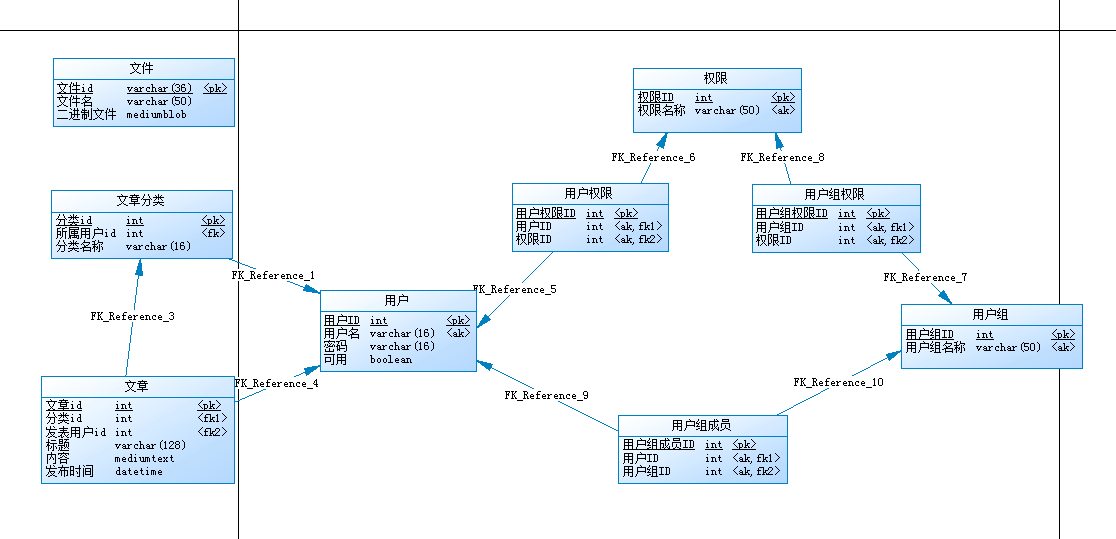 文件
文件id varchar(36) <pk>
文件名 varchar(50)
二进制文件 mediumblob
权限
权限ID int <pk>
权限名称 varchar(50) <ak>
FK_Reference_6
FK_Reference_8
文章分类
分类id int <pk>
所属用户id int <fk>
分类名称 varchar(16)
用户权限
用户权限ID int <pk>
用户ID int <ak,fk1>
权限ID int <ak,fk2>
用户组权限
用户组权限ID int <pk>
用户组ID int <ak,fk1>
权限ID int <ak,fk2>
FK_Reference_1
FK_Reference_5
FK_Reference_7
FK_Reference_3
用户
用户ID int <pk>
用户名 varchar(16) <ak>
密码 varchar(16)
可用 boolean
用户组
用户组ID int <pk>
用户组名称 varchar(50) <ak>
FK_Reference_4
FK_Reference_9
FK_Reference_10
文章
文章id int <pk>
分类id int <fk1>
发表用户id int <fk2>
标题 varchar(128)
内容 mediumtext
发布时间 datetime
用户组成员
用户组成员ID int <pk>
用户ID int <ak,fk1>
用户组ID int <ak,fk2>